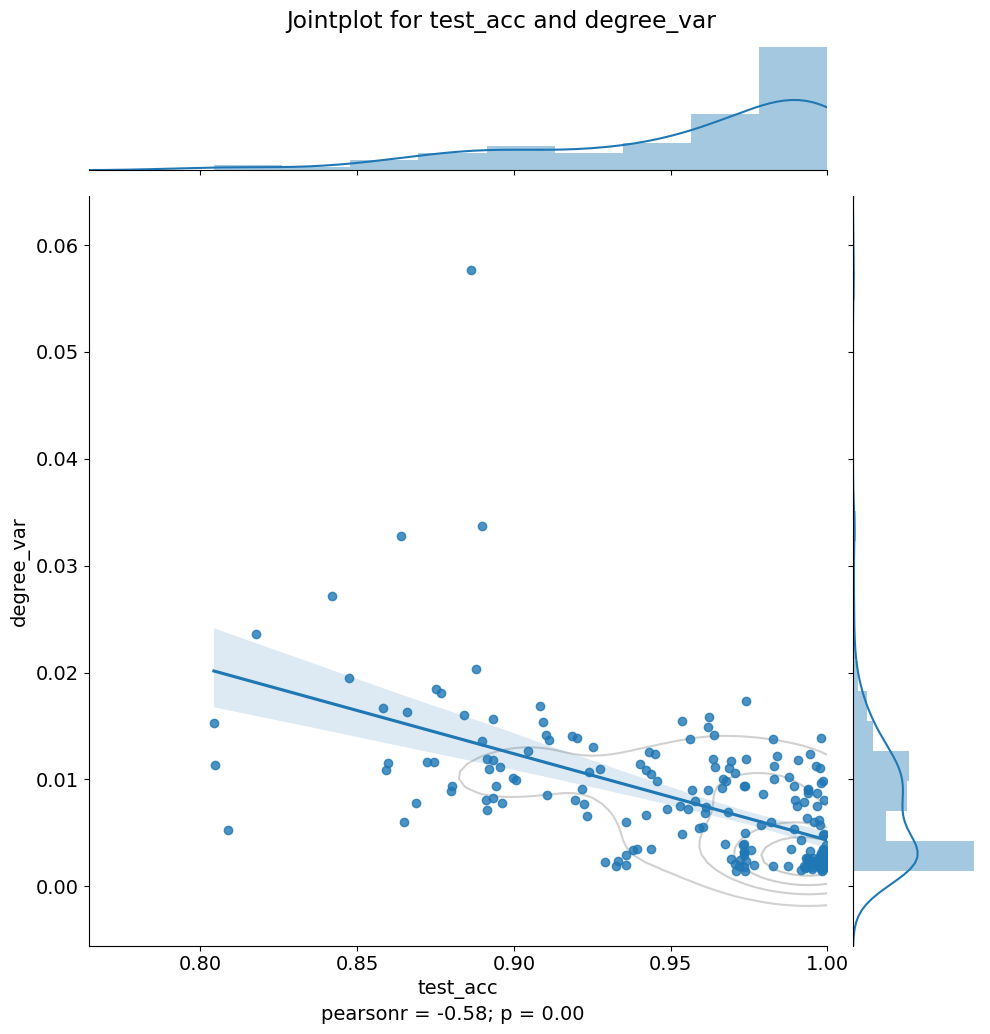 Jointplot for test_acc and degree_var
0.06
0.05
0.04
0.03
0.02
0.01
0.00
degree_var
0.80 0.85 0.90 0.95 1.00
test_acc
pearsonr = -0.58; p = 0.00